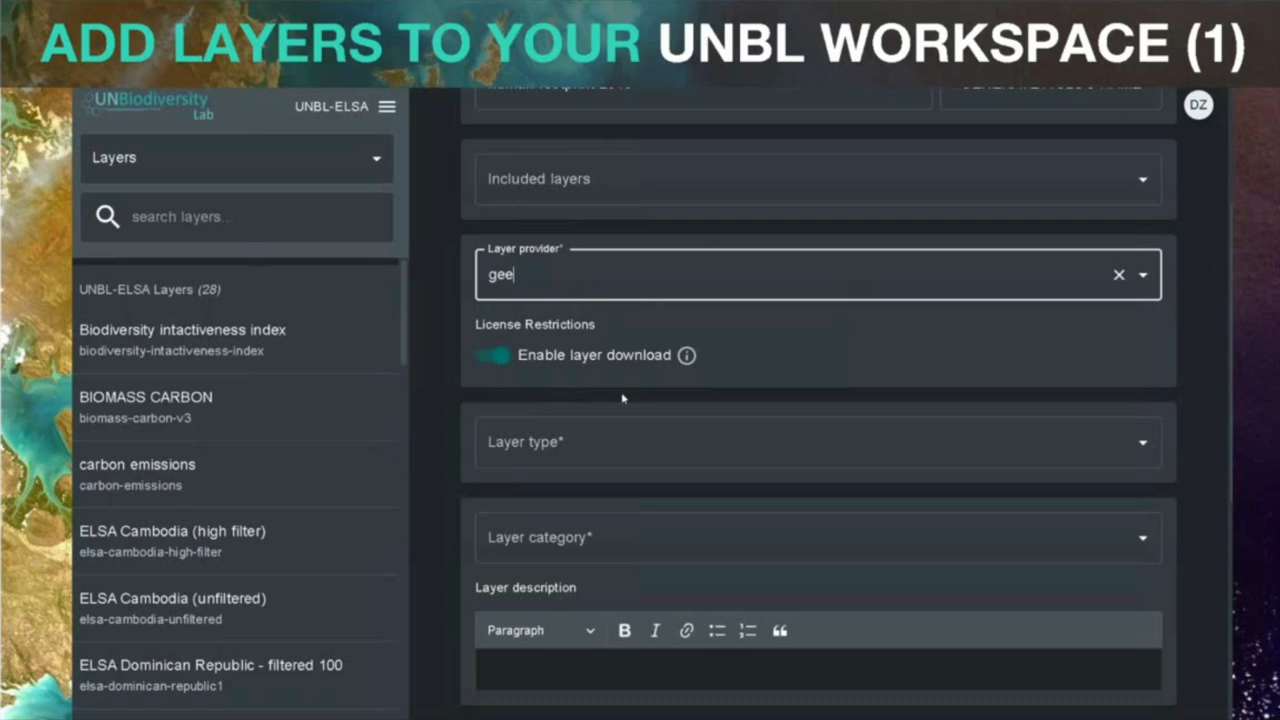 ADD LAYERS TO YOUR UNBL WORKSPACE (1)
UNBiodiversity
Lab
UNBL-ELSA
DZ
Layers
search layers...
UNBL-ELSA Layers (28)
Biodiversity intactiveness index
biodiversity-intactiveness-index
BIOMASS CARBON
biomass-carbon-v3
carbon emissions
carbon-emissions
ELSA Cambodia (high filter)
elsa-cambodia-high-filter
ELSA Cambodia (unfiltered)
elsa-cambodia-unfiltered
ELSA Dominican Republic - filtered 100
elsa-dominican-republic1
Included layers
Layer provider*
gee
License Restrictions
Enable layer download
Layer type*
Layer category*
Layer description
Paragraph